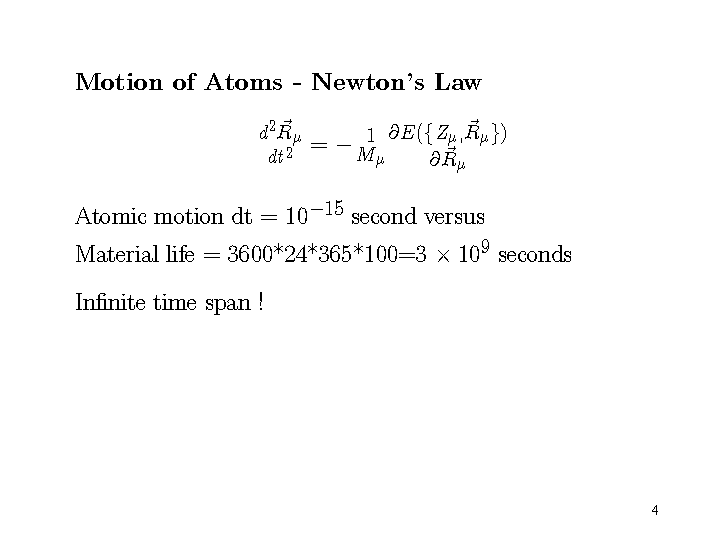 Motion of Atoms - Newton's Law
d²R⃗μ/dt² = − 1/Mμ ∂E({Zμ,R⃗μ})/∂R⃗μ
Atomic motion dt = 10⁻¹⁵ second versus
Material life = 3600*24*365*100=3 × 10⁹ seconds
Infinite time span !
4